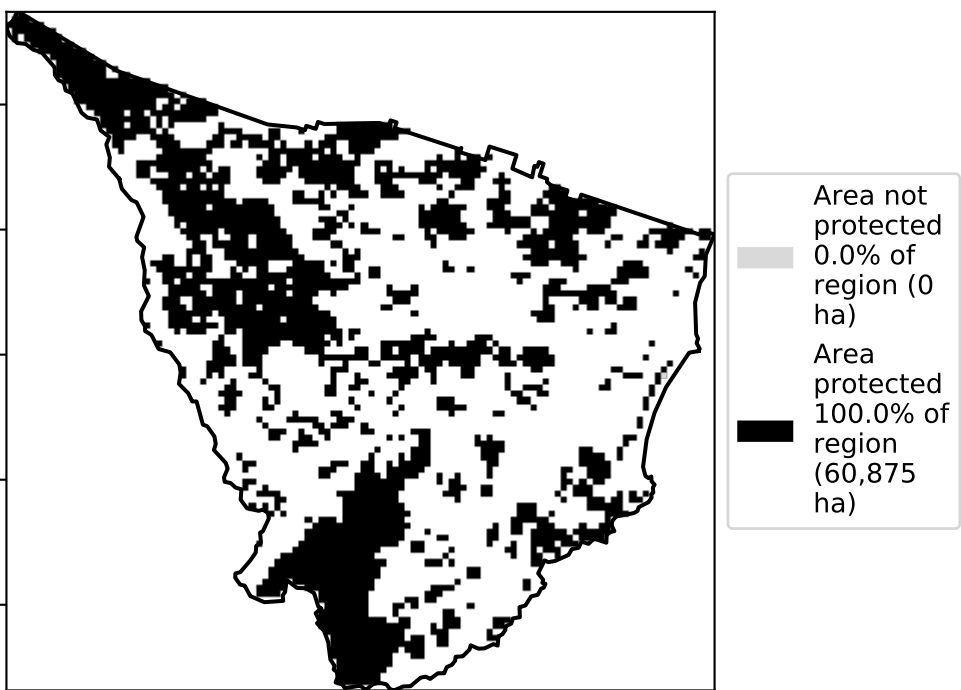 Area not
protected
0.0% of
region (0
ha)
Area
protected
100.0% of
region
(60,875
ha)